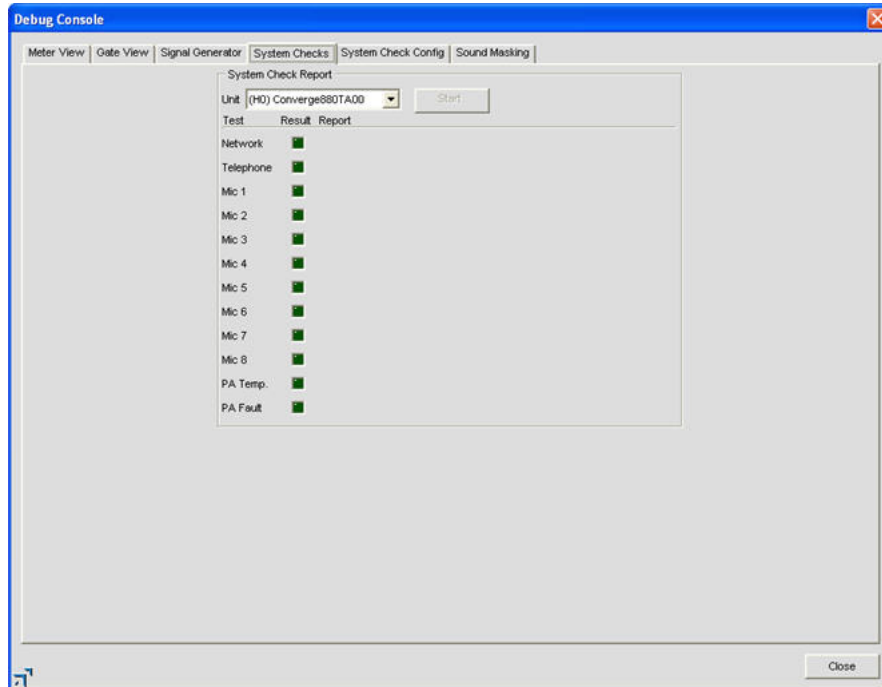 Debug Console
Meter View Gate View Signal Generator System Checks System Check Config Sound Masking
System Check Report
Unit (H0) Converge880TA00 Start
Test Result Report
Network
Telephone
Mic 1
Mic 2
Mic 3
Mic 4
Mic 5
Mic 6
Mic 7
Mic 8
PA Temp.
PA Fault
Close